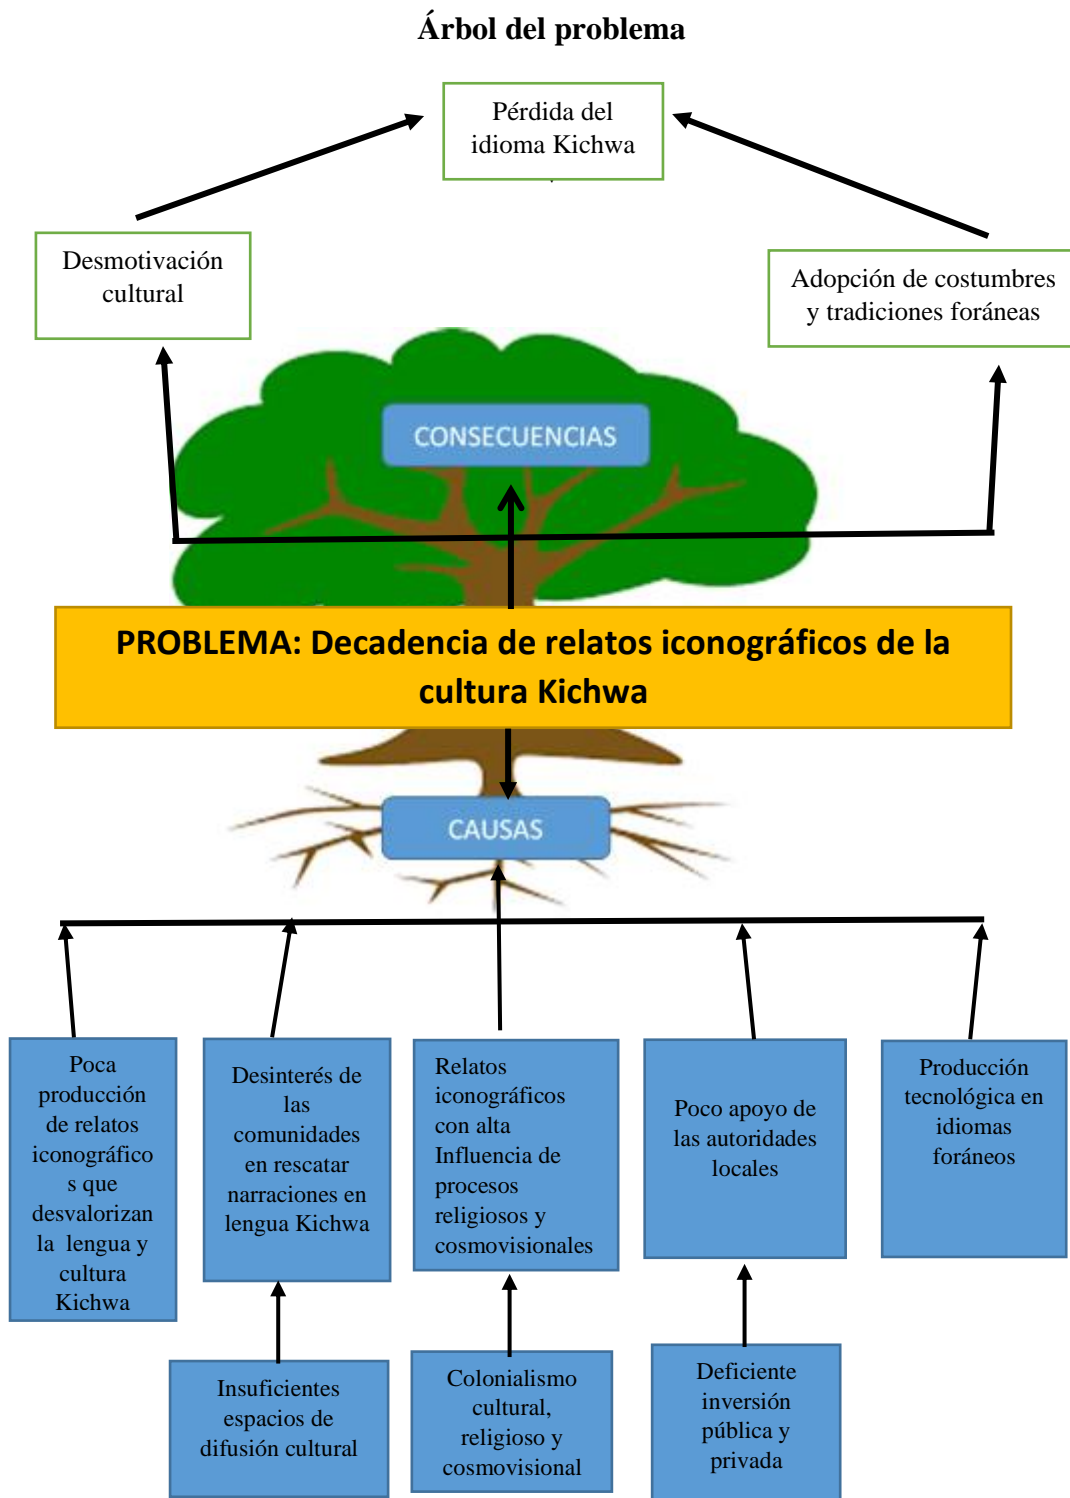 Árbol del problema
Pérdida del
idioma Kichwa
Desmotivación
cultural
Adopción de costumbres
y tradiciones foráneas
CONSECUENCIAS
PROBLEMA: Decadencia de relatos iconográficos de la
cultura Kichwa
CAUSAS
Poca
producción
de relatos
iconográfico
s que
desvalorizan
la lengua y
cultura
Kichwa
Desinterés de
las
comunidades
en rescatar
narraciones en
lengua Kichwa
Relatos
iconográficos
con alta
Influencia de
procesos
religiosos y
cosmovisionales
Poco apoyo de
las autoridades
locales
Producción
tecnológica en
idiomas
foráneos
Insuficientes
espacios de
difusión cultural
Colonialismo
cultural,
religioso y
cosmovisional
Deficiente
inversión
pública y
privada